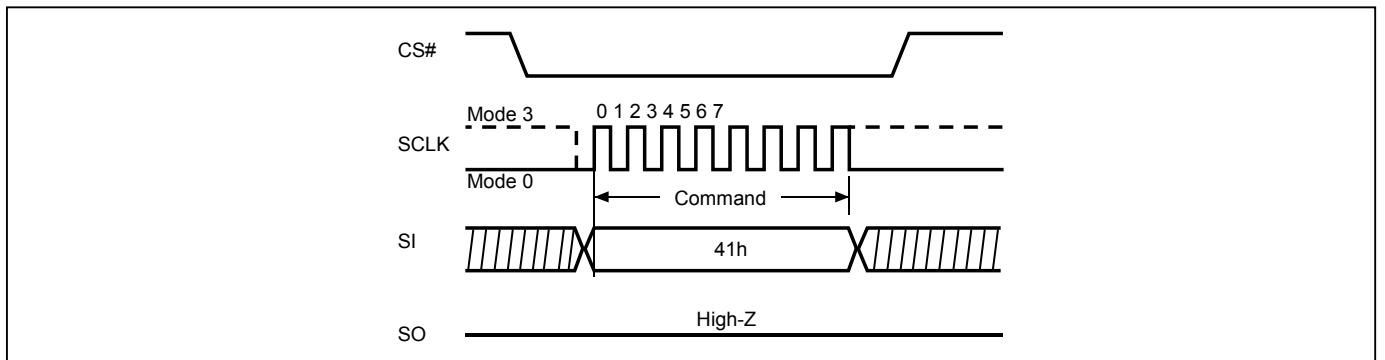 CS#
Mode 3
0 1 2 3 4 5 6 7
SCLK
Mode 0
Command
SI
41h
High-Z
SO